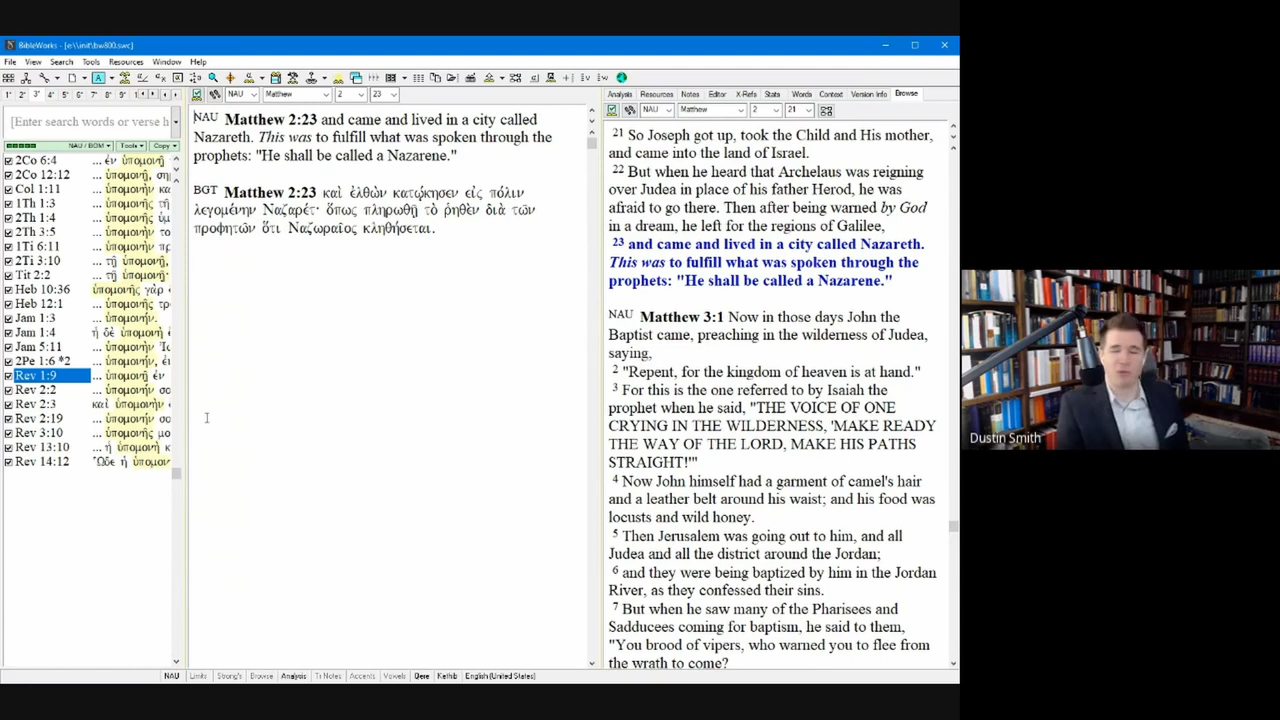 BibleWorks - [e:\\init\bw800.swc]
File View Search Tools Resources Window Help
NAU Matthew 2 23
Analysis Resources Notes Editor X-Refs Stats Words Context Version Info Browse
[Enter search words or verse h
NAU / BGM Tools Copy
NAU Matthew 2 21
2Co 6:4 ... ἐν ὑπομονῇ
2Co 12:12 ... ὑπομονῇ, ση
Col 1:11 ... ὑπομονὴν κα
1Th 1:3 ... ὑπομονῆς τῆ
2Th 1:4 ... ὑπομονῆς ὑμ
2Th 3:5 ... ὑπομονὴν το
1Ti 6:11 ... ὑπομονὴν
2Ti 3:10 ... τῇ ὑπομονῇ,
Tit 2:2 ... τῇ ὑπομονῇ·
Heb 10:36 ὑπομονῆς γὰρ
Heb 12:1 ... ὑπομονῆς τρ
Jam 1:3 ... ὑπομονήν.
Jam 1:4 ἡ δὲ ὑπομονὴ ἐ
Jam 5:11 ... ὑπομονὴν Ἰ
2Pe 1:6 *2 ... ὑπομονήν, ἐ
Rev 1:9 ... ὑπομονῇ ἐν
Rev 2:2 ... ὑπομονήν σο
Rev 2:3 καὶ ὑπομονὴν
Rev 2:19 ... ὑπομονήν σο
Rev 3:10 ... ὑπομονῆς μο
Rev 13:10 ... ἡ ὑπομονὴ κ
Rev 14:12 Ὧδε ἡ ὑπομον
NAU Matthew 2:23 and came and lived in a city called
Nazareth. This was to fulfill what was spoken through the
prophets: "He shall be called a Nazarene."
BGT Matthew 2:23 καὶ ἐλθὼν κατῴκησεν εἰς πόλιν
λεγομένην Ναζαρέτ· ὅπως πληρωθῇ τὸ ῥηθὲν διὰ τῶν
προφητῶν ὅτι Ναζωραῖος κληθήσεται.
21 So Joseph got up, took the Child and His mother,
and came into the land of Israel.
22 But when he heard that Archelaus was reigning
over Judea in place of his father Herod, he was
afraid to go there. Then after being warned by God
in a dream, he left for the regions of Galilee,
23 and came and lived in a city called Nazareth.
This was to fulfill what was spoken through the
prophets: "He shall be called a Nazarene."
NAU Matthew 3:1 Now in those days John the
Baptist came, preaching in the wilderness of Judea,
saying,
2 "Repent, for the kingdom of heaven is at hand."
3 For this is the one referred to by Isaiah the
prophet when he said, "THE VOICE OF ONE
CRYING IN THE WILDERNESS, 'MAKE READY
THE WAY OF THE LORD, MAKE HIS PATHS
STRAIGHT!'"
4 Now John himself had a garment of camel's hair
and a leather belt around his waist; and his food was
locusts and wild honey.
5 Then Jerusalem was going out to him, and all
Judea and all the district around the Jordan;
6 and they were being baptized by him in the Jordan
River, as they confessed their sins.
7 But when he saw many of the Pharisees and
Sadducees coming for baptism, he said to them,
"You brood of vipers, who warned you to flee from
the wrath to come?
NAU Limits Strong's Browse Analysis Tr Notes Accents Vowels Qere Kethib English (United States)
Dustin Smith